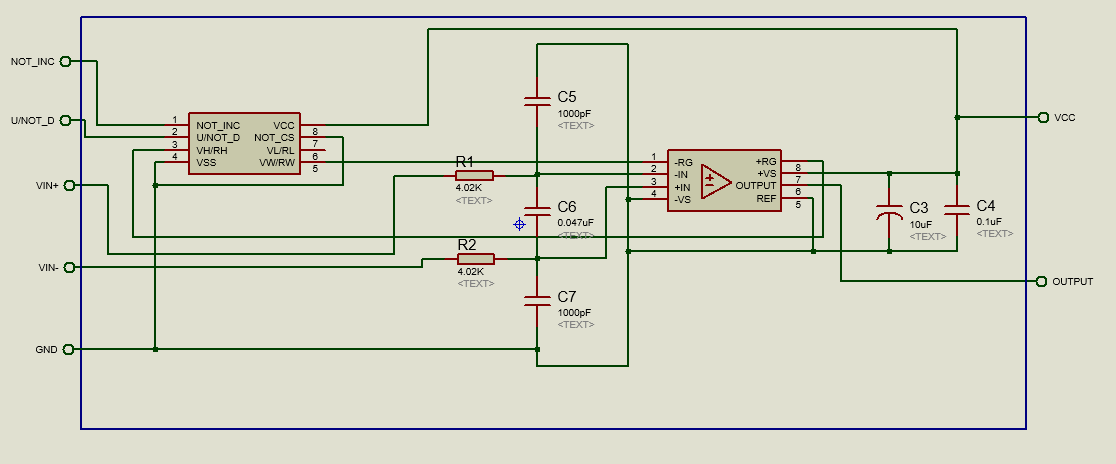 NOT_INC
U/NOT_D
VIN+
VIN-
GND
1 NOT_INC VCC 8
2 U/NOT_D NOT_CS 7
3 VH/RH VL/RL 6
4 VSS VW/RW 5
C5
1000pF
<TEXT>
R1
4.02K
<TEXT>
C6
0.047uF
<TEXT>
R2
4.02K
<TEXT>
C7
1000pF
<TEXT>
1 -RG +RG 8
2 -IN +VS 7
3 +IN OUTPUT 6
4 -VS REF 5
C3
10uF
<TEXT>
C4
0.1uF
<TEXT>
VCC
OUTPUT